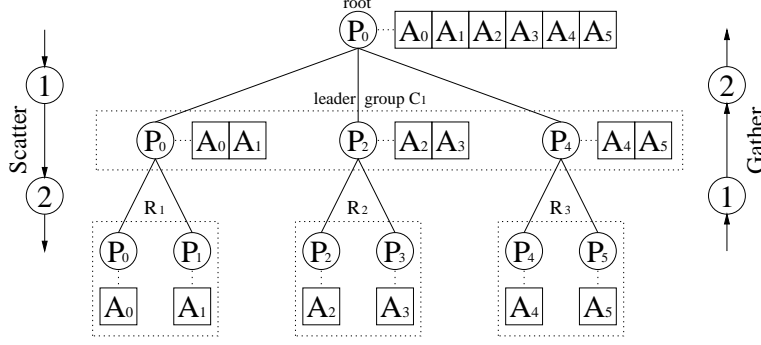 root
P0 A0 A1 A2 A3 A4 A5
1 2
leader group C1
Scatter Gather
P0 A0 A1 P2 A2 A3 P4 A4 A5
2 1
R1 R2 R3
P0 P1 P2 P3 P4 P5
A0 A1 A2 A3 A4 A5